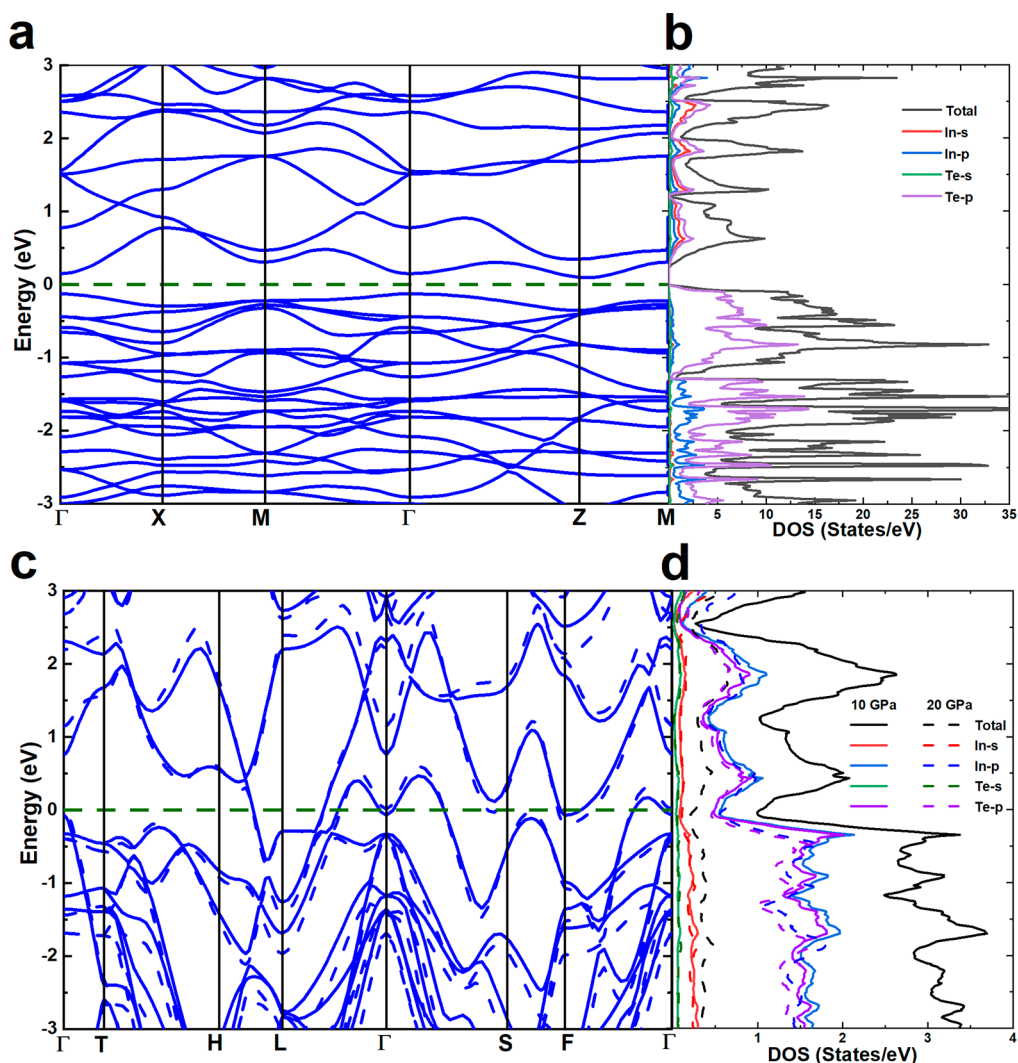 a
b
3
2
1
0
-1
-2
-3
Energy (eV)
Γ X M Γ Z M
Total
In-s
In-p
Te-s
Te-p
5 10 15 20 25 30 35
DOS (States/eV)
c
d
3
2
1
0
-1
-2
-3
Energy (eV)
Γ T H L Γ S F Γ
10 GPa 20 GPa
Total
In-s
In-p
Te-s
Te-p
1 2 3 4
DOS (States/eV)